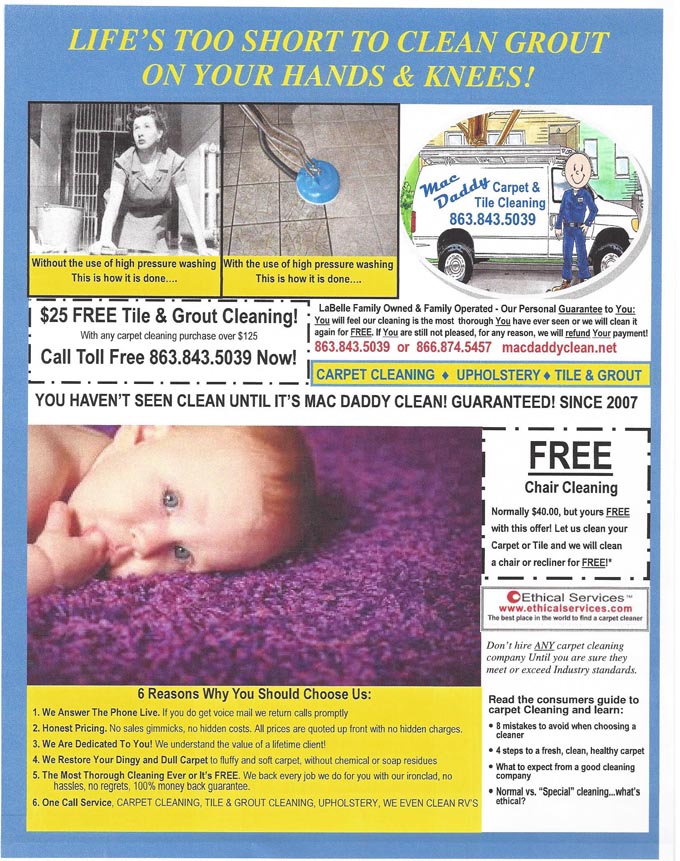 LIFE'S TOO SHORT TO CLEAN GROUT
ON YOUR HANDS & KNEES!
Without the use of high pressure washing
This is how it is done....
With the use of high pressure washing
This is how it is done....
Mac
Daddy
Carpet &
Tile Cleaning
863.843.5039
$25 FREE Tile & Grout Cleaning!
With any carpet cleaning purchase over $125
Call Toll Free 863.843.5039 Now!
LaBelle Family Owned & Family Operated - Our Personal Guarantee to You:
You will feel our cleaning is the most thorough You have ever seen or we will clean it
again for FREE. If You are still not pleased, for any reason, we will refund Your payment!
863.843.5039 or 866.874.5457 macdaddyclean.net
CARPET CLEANING ♦ UPHOLSTERY ♦ TILE & GROUT
YOU HAVEN'T SEEN CLEAN UNTIL IT'S MAC DADDY CLEAN! GUARANTEED! SINCE 2007
FREE
Chair Cleaning
Normally $40.00, but yours FREE
with this offer! Let us clean your
Carpet or Tile and we will clean
a chair or recliner for FREE!*
Ethical Services™
www.ethicalservices.com
The best place in the world to find a carpet cleaner
Don't hire ANY carpet cleaning
company Until you are sure they
meet or exceed Industry standards.
Read the consumers guide to
carpet Cleaning and learn:
• 8 mistakes to avoid when choosing a
cleaner
• 4 steps to a fresh, clean, healthy carpet
• What to expect from a good cleaning
company
• Normal vs. "Special" cleaning...what's
ethical?
6 Reasons Why You Should Choose Us:
1. We Answer The Phone Live. If you do get voice mail we return calls promptly
2. Honest Pricing. No sales gimmicks, no hidden costs. All prices are quoted up front with no hidden charges.
3. We Are Dedicated To You! We understand the value of a lifetime client!
4. We Restore Your Dingy and Dull Carpet to fluffy and soft carpet, without chemical or soap residues
5. The Most Thorough Cleaning Ever or It's FREE. We back every job we do for you with our ironclad, no
hassles, no regrets, 100% money back guarantee.
6. One Call Service, CARPET CLEANING, TILE & GROUT CLEANING, UPHOLSTERY, WE EVEN CLEAN RV'S